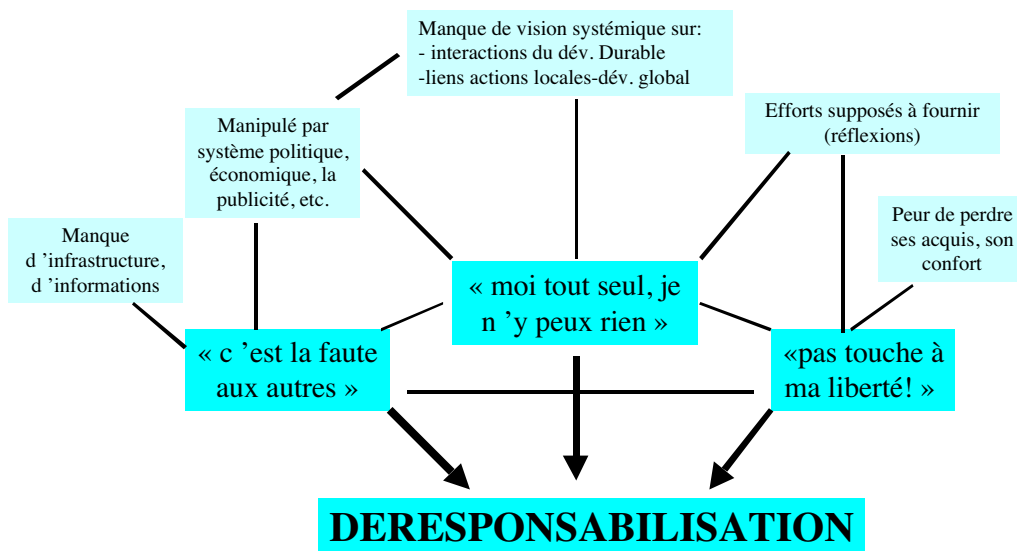 Manque de vision systémique sur:
- interactions du dév. Durable
-liens actions locales-dév. global
Efforts supposés à fournir
(réflexions)
Manipulé par
système politique,
économique, la
publicité, etc.
Peur de perdre
ses acquis, son
confort
Manque
d ’infrastructure,
d ’informations
« moi tout seul, je
n ’y peux rien »
« c ’est la faute
aux autres »
«pas touche à
ma liberté! »
DERESPONSABILISATION